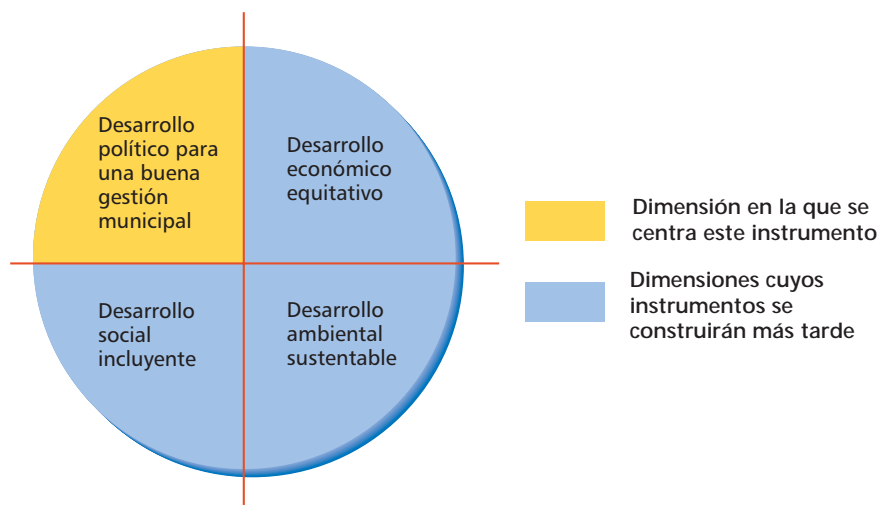 Desarrollo
político para
una buena
gestión
municipal
Desarrollo
económico
equitativo
Desarrollo
social
incluyente
Desarrollo
ambiental
sustentable
Dimensión en la que se
centra este instrumento
Dimensiones cuyos
instrumentos se
construirán más tarde